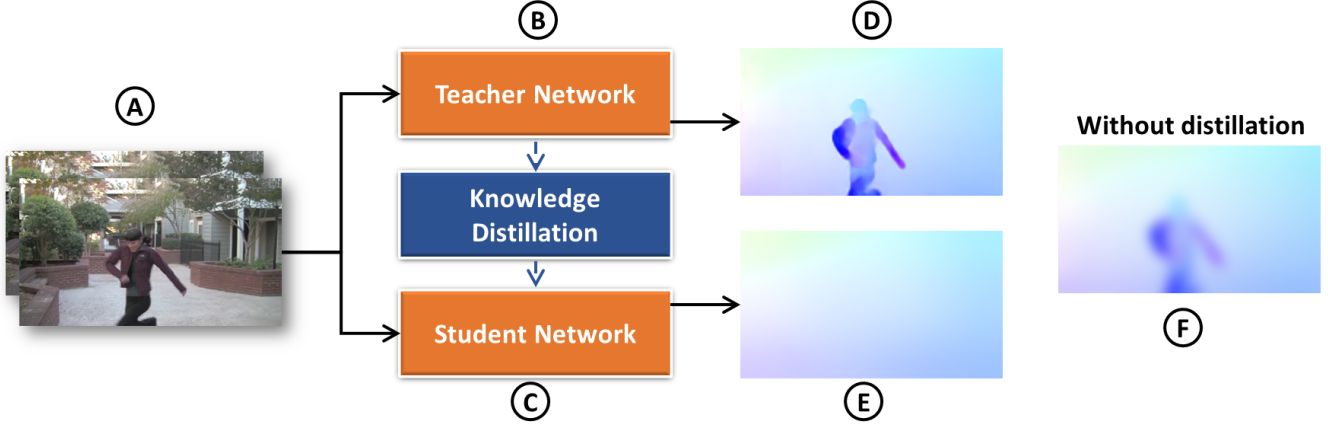 B
D
A
Teacher Network
Without distillation
Knowledge
Distillation
Student Network
F
C
E